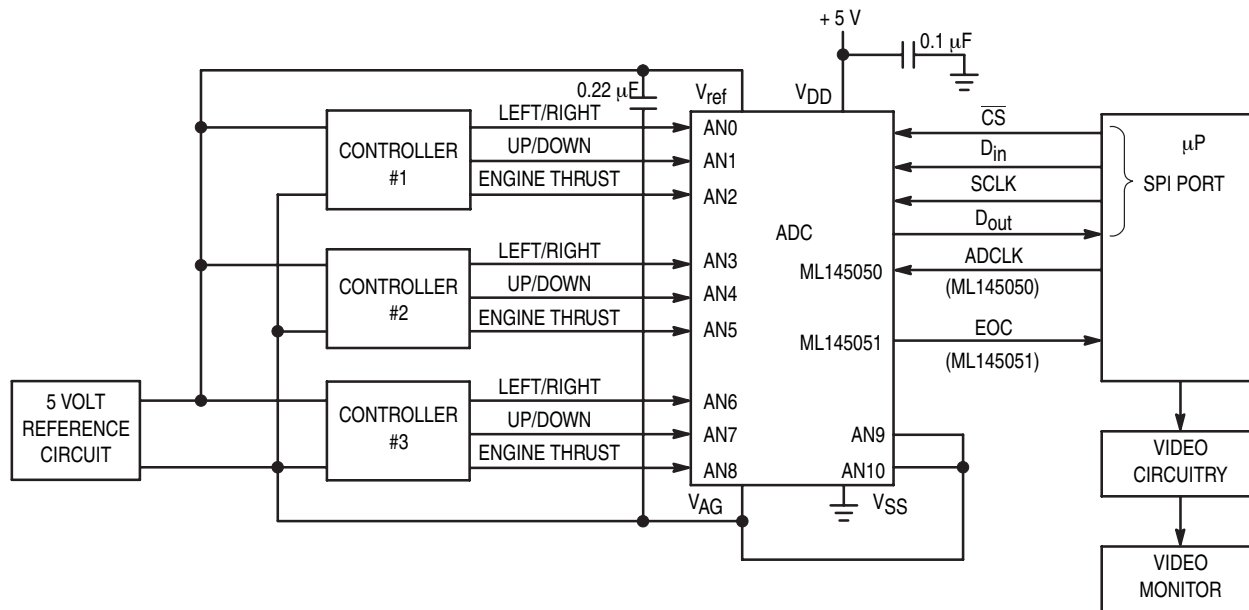 + 5 V
0.1 μF
0.22 μF
Vref
VDD
LEFT/RIGHT
UP/DOWN
ENGINE THRUST
CONTROLLER
#1
AN0
AN1
AN2
CS
Din
SCLK
Dout
ADCLK
(ML145050)
EOC
(ML145051)
μP
SPI PORT
ADC
ML145050
ML145051
LEFT/RIGHT
UP/DOWN
ENGINE THRUST
CONTROLLER
#2
AN3
AN4
AN5
5 VOLT
REFERENCE
CIRCUIT
LEFT/RIGHT
UP/DOWN
ENGINE THRUST
CONTROLLER
#3
AN6
AN7
AN8
AN9
AN10
VAG
VSS
VIDEO
CIRCUITRY
VIDEO
MONITOR